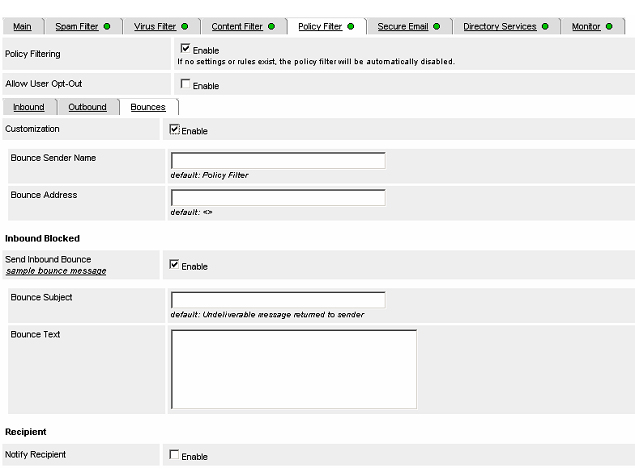 Main Spam Filter Virus Filter Content Filter Policy Filter Secure Email Directory Services Monitor
Policy Filtering
Enable
If no settings or rules exist, the policy filter will be automatically disabled.
Allow User Opt-Out
Enable
Inbound Outbound Bounces
Customization
Enable
Bounce Sender Name
default: Policy Filter
Bounce Address
default: <>
Inbound Blocked
Send Inbound Bounce
sample bounce message
Enable
Bounce Subject
default: Undeliverable message returned to sender
Bounce Text
Recipient
Notify Recipient
Enable